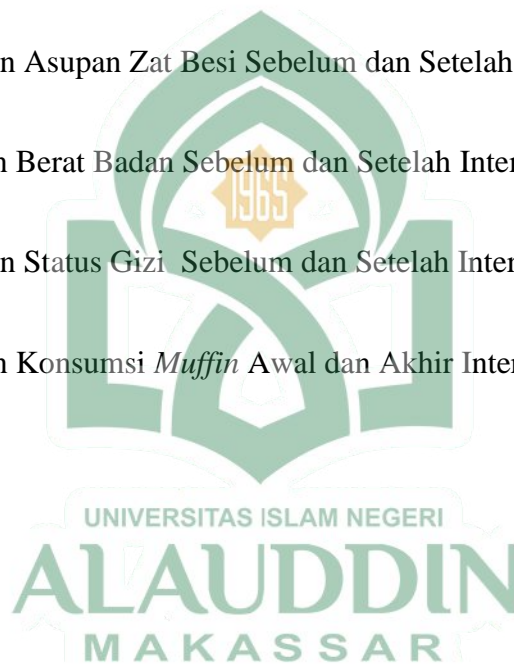 n Asupan Zat Besi Sebelum dan Setelah
n Berat Badan Sebelum dan Setelah Inter
1965
n Status Gizi Sebelum dan Setelah Inter
n Konsumsi Muffin Awal dan Akhir Inter
UNIVERSITAS ISLAM NEGERI
ALAUDDIN
MAKASSAR